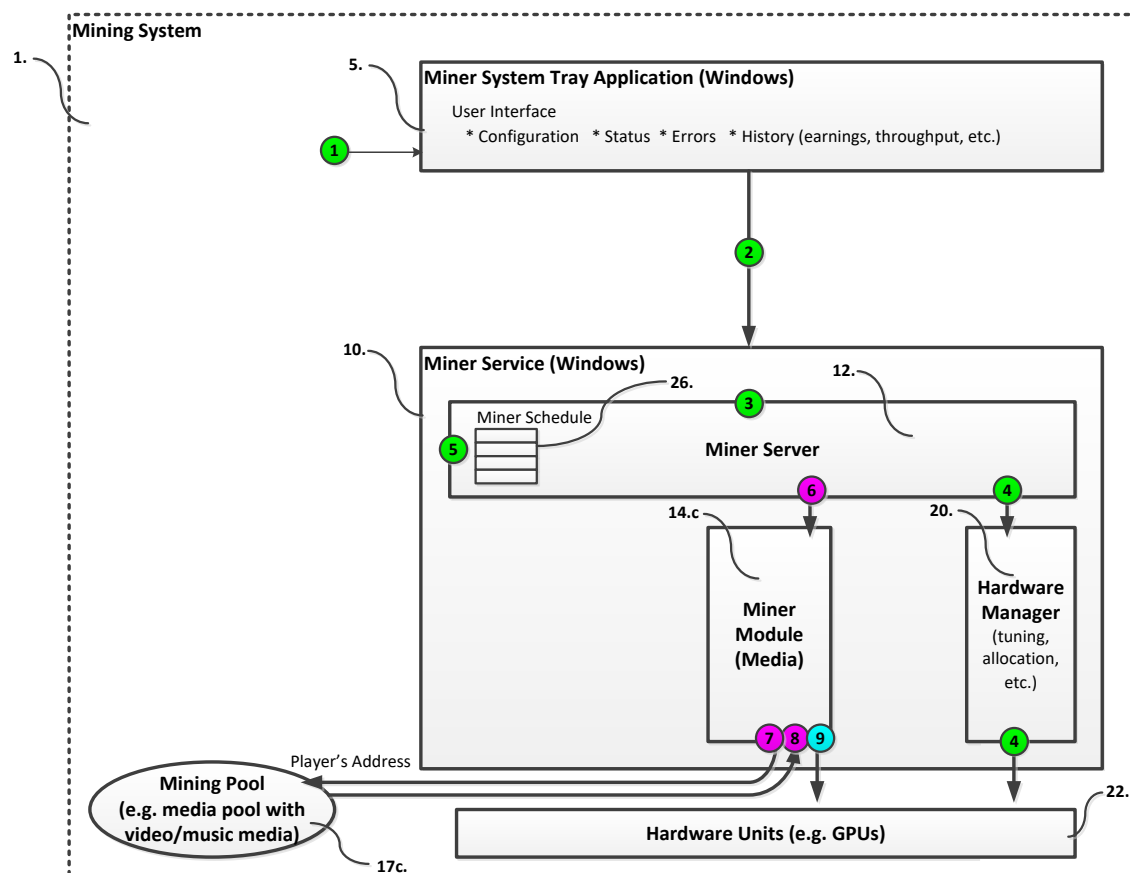 Mining System
1.
5.
Miner System Tray Application (Windows)
User Interface
* Configuration * Status * Errors * History (earnings, throughput, etc.)
1
2
10.
Miner Service (Windows)
26.
12.
3
Miner Schedule
5
Miner Server
6
4
14.c
20.
Miner
Module
(Media)
Hardware
Manager
(tuning,
allocation,
etc.)
7
8
9
4
Player's Address
Mining Pool
(e.g. media pool with
video/music media)
17c.
22.
Hardware Units (e.g. GPUs)